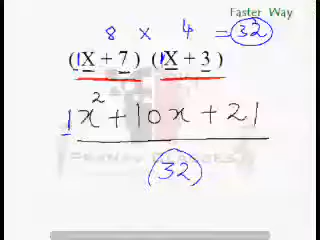 Faster Way
8 × 4 = 32
(1X + 7) (1X + 3)
1x² + 10x + 21
32